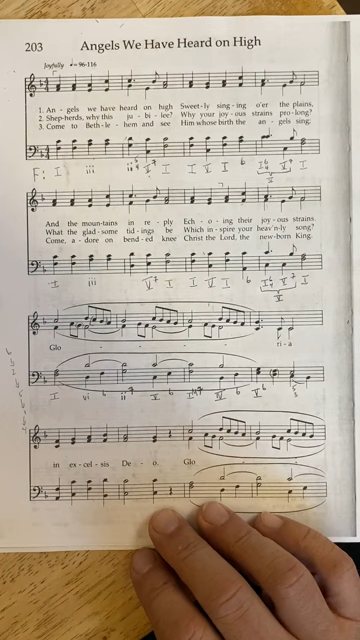 203 Angels We Have Heard on High
Joyfully ♩= 96-116
1. An - gels we have heard on high Sweet-ly sing - ing o'er the plains,
2. Shep-herds, why this ju - bi - lee? Why your joy - ous strains pro - long?
3. Come to Beth - le - hem and see Him whose birth the an - gels sing;
F: I iii V7 I I V I
And the moun-tains in re - ply Ech - o - ing their joy - ous strains.
What the glad - some tid - ings be Which in - spire your heav'n-ly song?
Come, a - dore on bend - ed knee Christ the Lord, the new-born King.
I iii V7 I I V I
Glo - - - - ri - a
I vi ii7 V
in ex - cel - sis De - o. Glo - - -